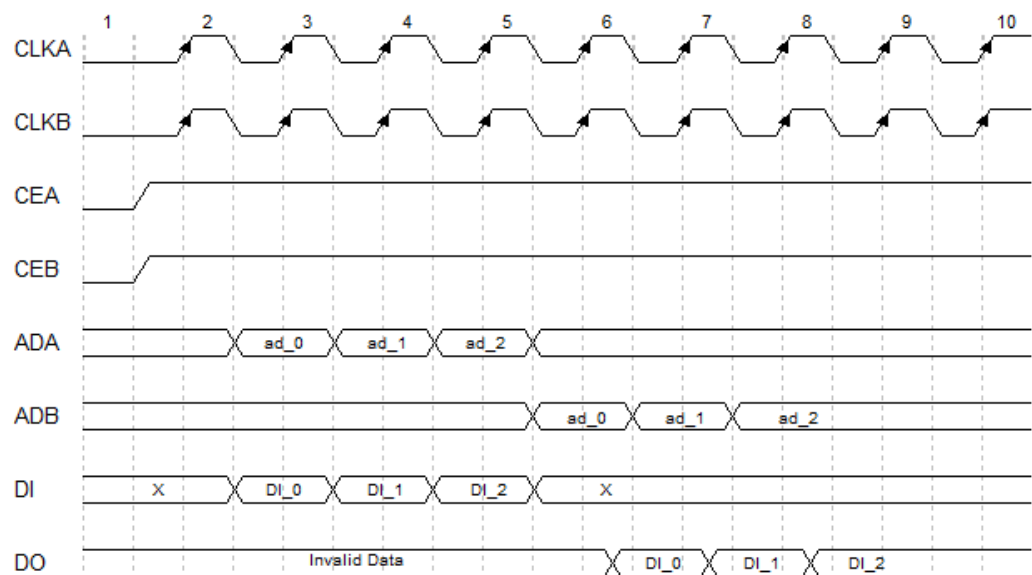 1 2 3 4 5 6 7 8 9 10
CLKA
CLKB
CEA
CEB
ADA ad_0 ad_1 ad_2
ADB ad_0 ad_1 ad_2
DI X DI_0 DI_1 DI_2 X
DO Invalid Data DI_0 DI_1 DI_2